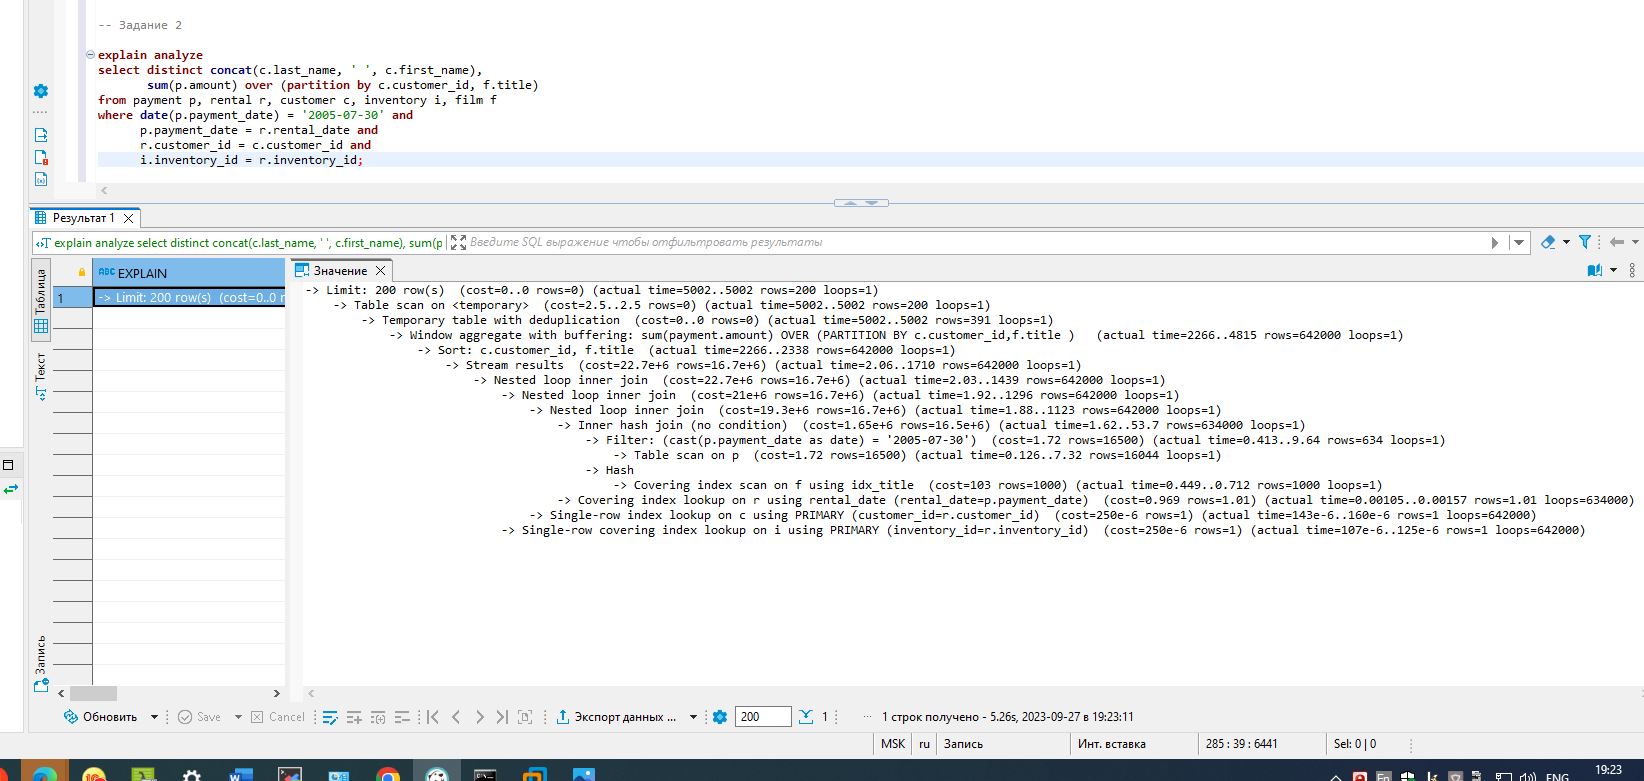 -- Задание 2
explain analyze
select distinct concat(c.last_name, ' ', c.first_name),
sum(p.amount) over (partition by c.customer_id, f.title)
from payment p, rental r, customer c, inventory i, film f
where date(p.payment_date) = '2005-07-30' and
p.payment_date = r.rental_date and
r.customer_id = c.customer_id and
i.inventory_id = r.inventory_id;
Результат 1
explain analyze select distinct concat(c.last_name, ' '; c.first_name), sum(p
Введите SQL выражение чтобы отфильтровать результаты
Таблица
ABC EXPLAIN
Значение
1
-> Limit: 200 row(s) (cost=0..0 r
-> Limit: 200 row(s) (cost=0..0 rows=0) (actual time=5002..5002 rows=200 loops=1)
-> Table scan on <temporary> (cost=2.5..2.5 rows=0) (actual time=5002..5002 rows=200 loops=1)
-> Temporary table with deduplication (cost=0..0 rows=0) (actual time=5002..5002 rows=391 loops=1)
-> Window aggregate with buffering: sum(payment.amount) OVER (PARTITION BY c.customer_id,f.title ) (actual time=2266..4815 rows=642000 loops=1)
-> Sort: c.customer_id, f.title (actual time=2266..2338 rows=642000 loops=1)
-> Stream results (cost=22.7e+6 rows=16.7e+6) (actual time=2.06..1710 rows=642000 loops=1)
-> Nested loop inner join (cost=22.7e+6 rows=16.7e+6) (actual time=2.03..1439 rows=642000 loops=1)
-> Nested loop inner join (cost=21e+6 rows=16.7e+6) (actual time=1.92..1296 rows=642000 loops=1)
-> Nested loop inner join (cost=19.3e+6 rows=16.7e+6) (actual time=1.88..1123 rows=642000 loops=1)
-> Inner hash join (no condition) (cost=1.65e+6 rows=16.5e+6) (actual time=1.62..53.7 rows=634000 loops=1)
-> Filter: (cast(p.payment_date as date) = '2005-07-30') (cost=1.72 rows=16500) (actual time=0.413..9.64 rows=634 loops=1)
-> Table scan on p (cost=1.72 rows=16500) (actual time=0.126..7.32 rows=16044 loops=1)
-> Hash
-> Covering index scan on f using idx_title (cost=103 rows=1000) (actual time=0.449..0.712 rows=1000 loops=1)
-> Covering index lookup on r using rental_date (rental_date=p.payment_date) (cost=0.969 rows=1.01) (actual time=0.00105..0.00157 rows=1.01 loops=634000)
-> Single-row index lookup on c using PRIMARY (customer_id=r.customer_id) (cost=250e-6 rows=1) (actual time=143e-6..160e-6 rows=1 loops=642000)
-> Single-row covering index lookup on i using PRIMARY (inventory_id=r.inventory_id) (cost=250e-6 rows=1) (actual time=107e-6..125e-6 rows=1 loops=642000)
Текст
Запись
Обновить
Save
Cancel
Экспорт данных ...
200
1
1 строк получено - 5.26s, 2023-09-27 в 19:23:11
MSK
ru
Запись
Инт. вставка
285 : 39 : 6441
Sel: 0 | 0
ENG
19:23